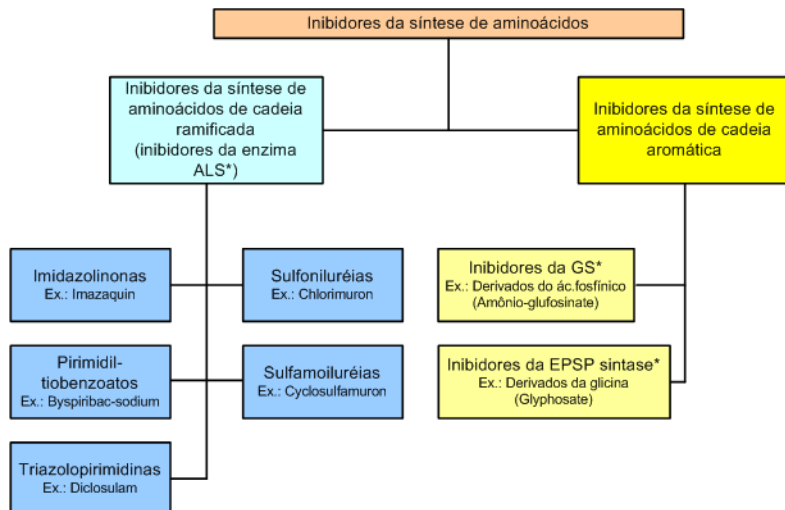 Inibidores da síntese de aminoácidos
Inibidores da síntese de
aminoácidos de cadeia
ramificada
(inibidores da enzima
ALS*)
Inibidores da síntese de
aminoácidos de cadeia
aromática
Imidazolinonas
Ex.: Imazaquin
Sulfoniluréias
Ex.: Chlorimuron
Inibidores da GS*
Ex.: Derivados do ác.fosfínico
(Amônio-glufosinate)
Pirimidil-
tiobenzoatos
Ex.: Byspiribac-sodium
Sulfamoiluréias
Ex.: Cyclosulfamuron
Inibidores da EPSP sintase*
Ex.: Derivados da glicina
(Glyphosate)
Triazolopirimidinas
Ex.: Diclosulam